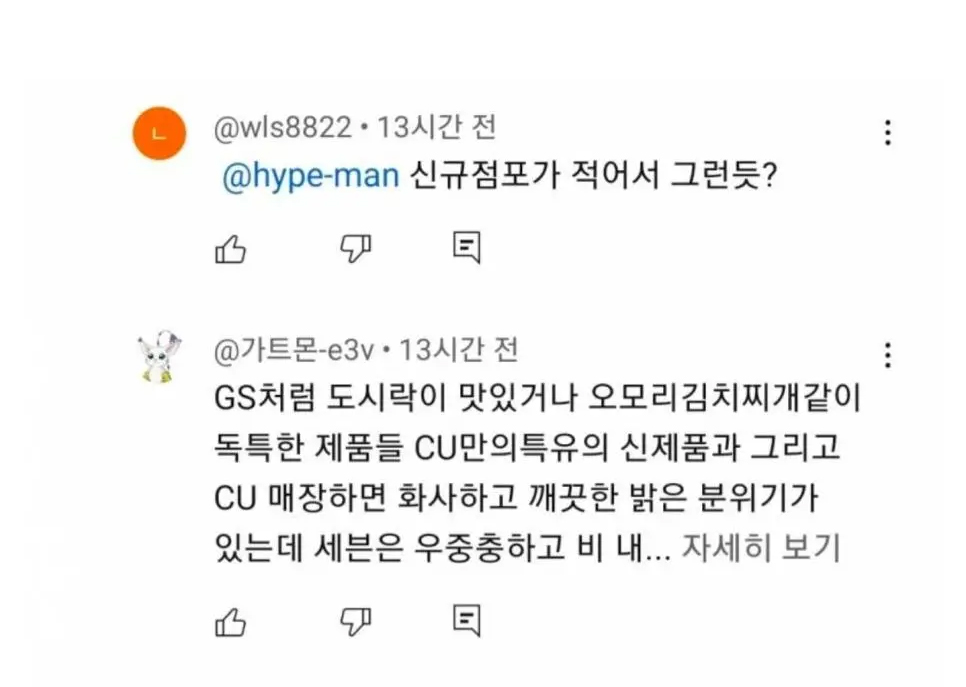 ㄴ
@wls8822 • 13시간 전
@hype-man 신규점포가 적어서 그런듯?
@가트몬-e3v • 13시간 전
GS처럼 도시락이 맛있거나 오모리김치찌개같이
독특한 제품들 CU만의특유의 신제품과 그리고
CU 매장하면 화사하고 깨끗한 밝은 분위기가
있는데 세븐은 우중충하고 비 내... 자세히 보기